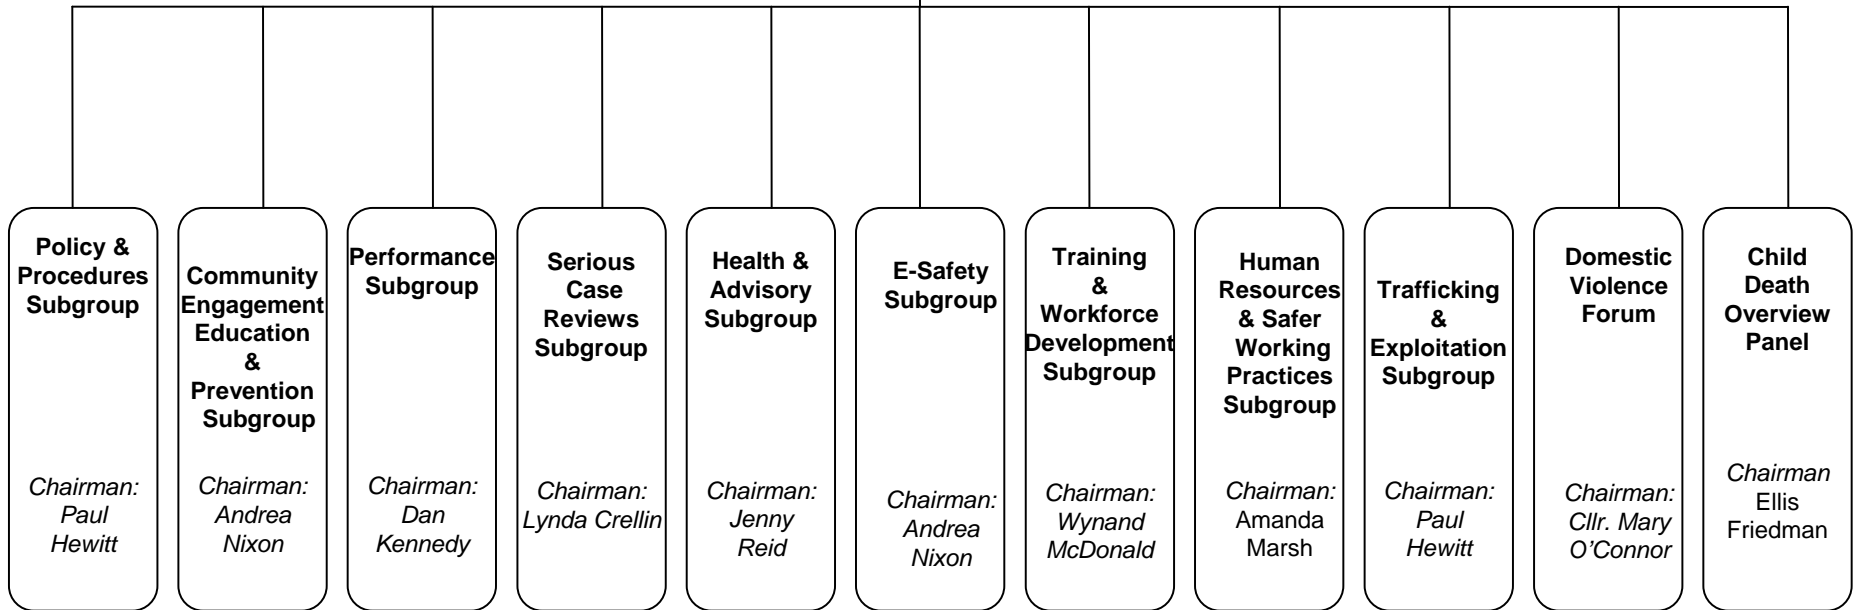 Policy &
Procedures
Subgroup
Chairman:
Paul
Hewitt
Community
Engagement
Education
&
Prevention
Subgroup
Chairman:
Andrea
Nixon
Performance
Subgroup
Chairman:
Dan
Kennedy
Serious
Case
Reviews
Subgroup
Chairman:
Lynda Crellin
Health &
Advisory
Subgroup
Chairman:
Jenny
Reid
E-Safety
Subgroup
Chairman:
Andrea
Nixon
Training
&
Workforce
Development
Subgroup
Chairman:
Wynand
McDonald
Human
Resources
& Safer
Working
Practices
Subgroup
Chairman:
Amanda
Marsh
Trafficking
&
Exploitation
Subgroup
Chairman:
Paul
Hewitt
Domestic
Violence
Forum
Chairman:
Cllr. Mary
O’Connor
Child
Death
Overview
Panel
Chairman
Ellis
Friedman